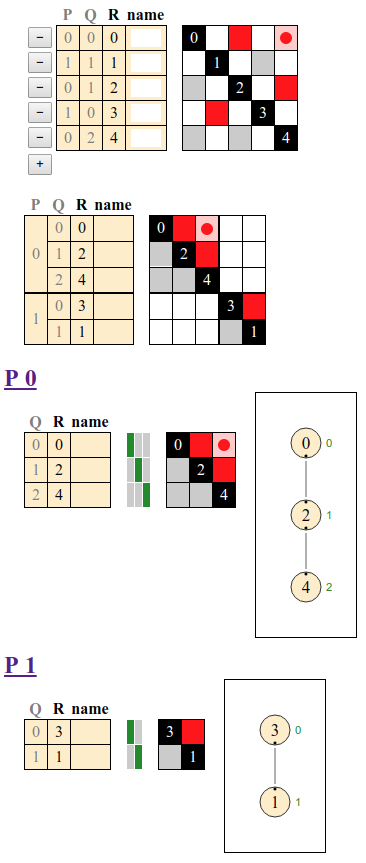 P Q R name
− 0 0 0 0
− 1 1 1 1
− 0 1 2 2
− 1 0 3 3
− 0 2 4 4
+
P Q R name
0 0 0 0
1 2 2
2 4 4
1 0 3 3
1 1 1
P 0
Q R name
0 0 0 0 0
1 2 2 2 1
2 4 4 4 2
P 1
Q R name
0 3 3 3 0
1 1 1 1 1